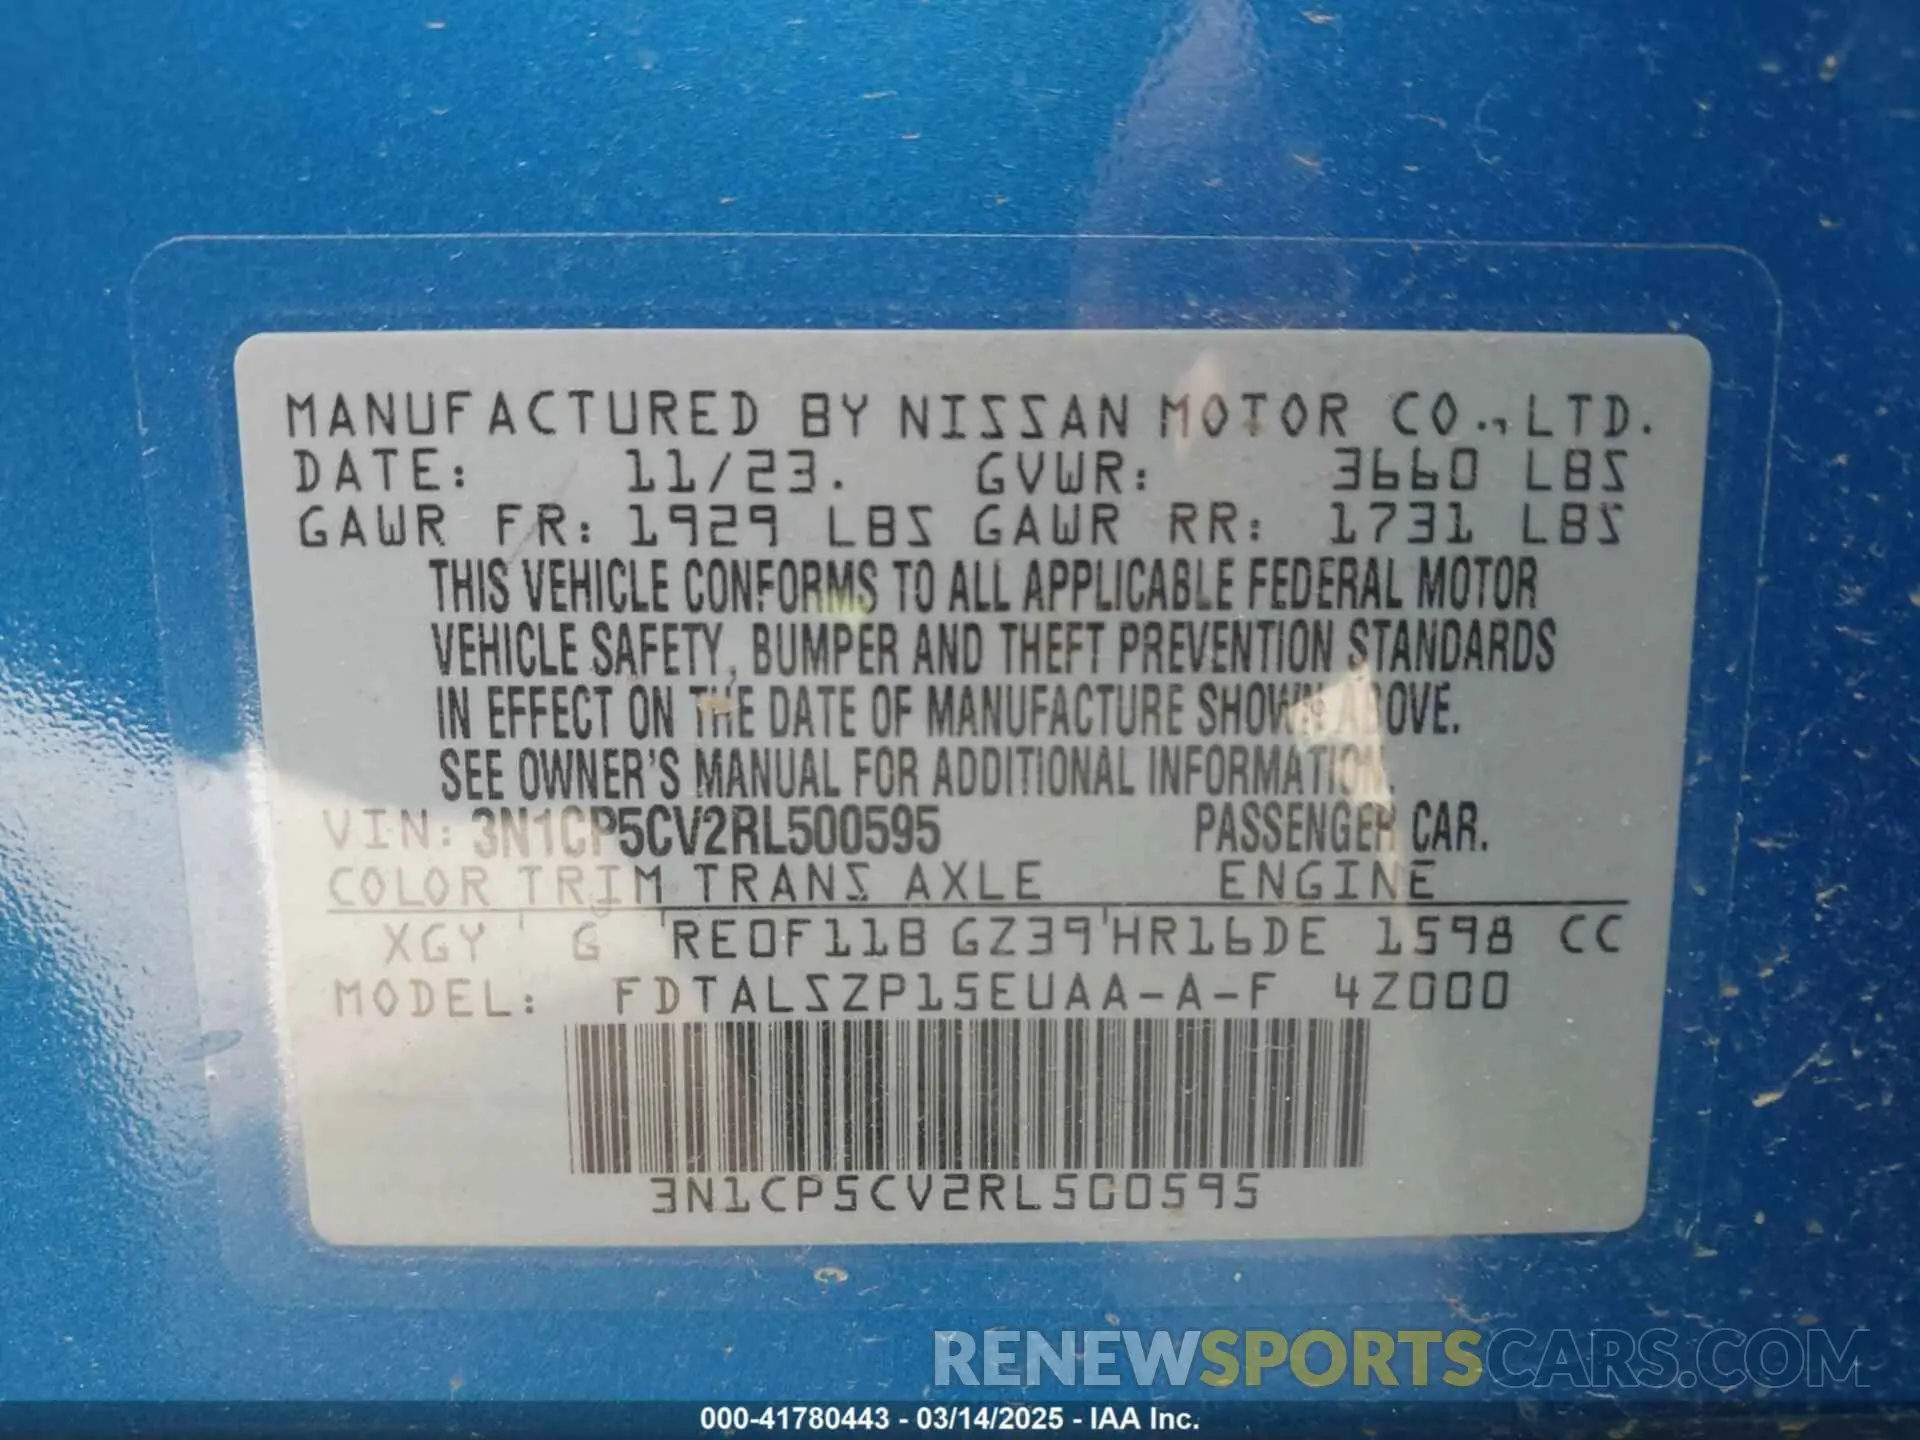 MANUFACTURED BY NISSAN MOTOR CO., LTD.
DATE: 11/23. GVWR: 3660 LBS
GAWR FR: 1929 LBS GAWR RR: 1731 LBS
THIS VEHICLE CONFORMS TO ALL APPLICABLE FEDERAL MOTOR
VEHICLE SAFETY, BUMPER AND THEFT PREVENTION STANDARDS
IN EFFECT ON THE DATE OF MANUFACTURE SHOWN ABOVE.
SEE OWNER'S MANUAL FOR ADDITIONAL INFORMATION.
VIN: 3N1CP5CV2RL500595 PASSENGER CAR.
COLOR TRIM TRANS AXLE ENGINE
XGY G RE0F11B GZ39 HR16DE 1598 CC
MODEL: FDTALSZP15EUAA-A-F 4Z000
3N1CP5CV2RL500595
RENEWSPORTSCARS.COM
000-41780443 - 03/14/2025 - IAA Inc.